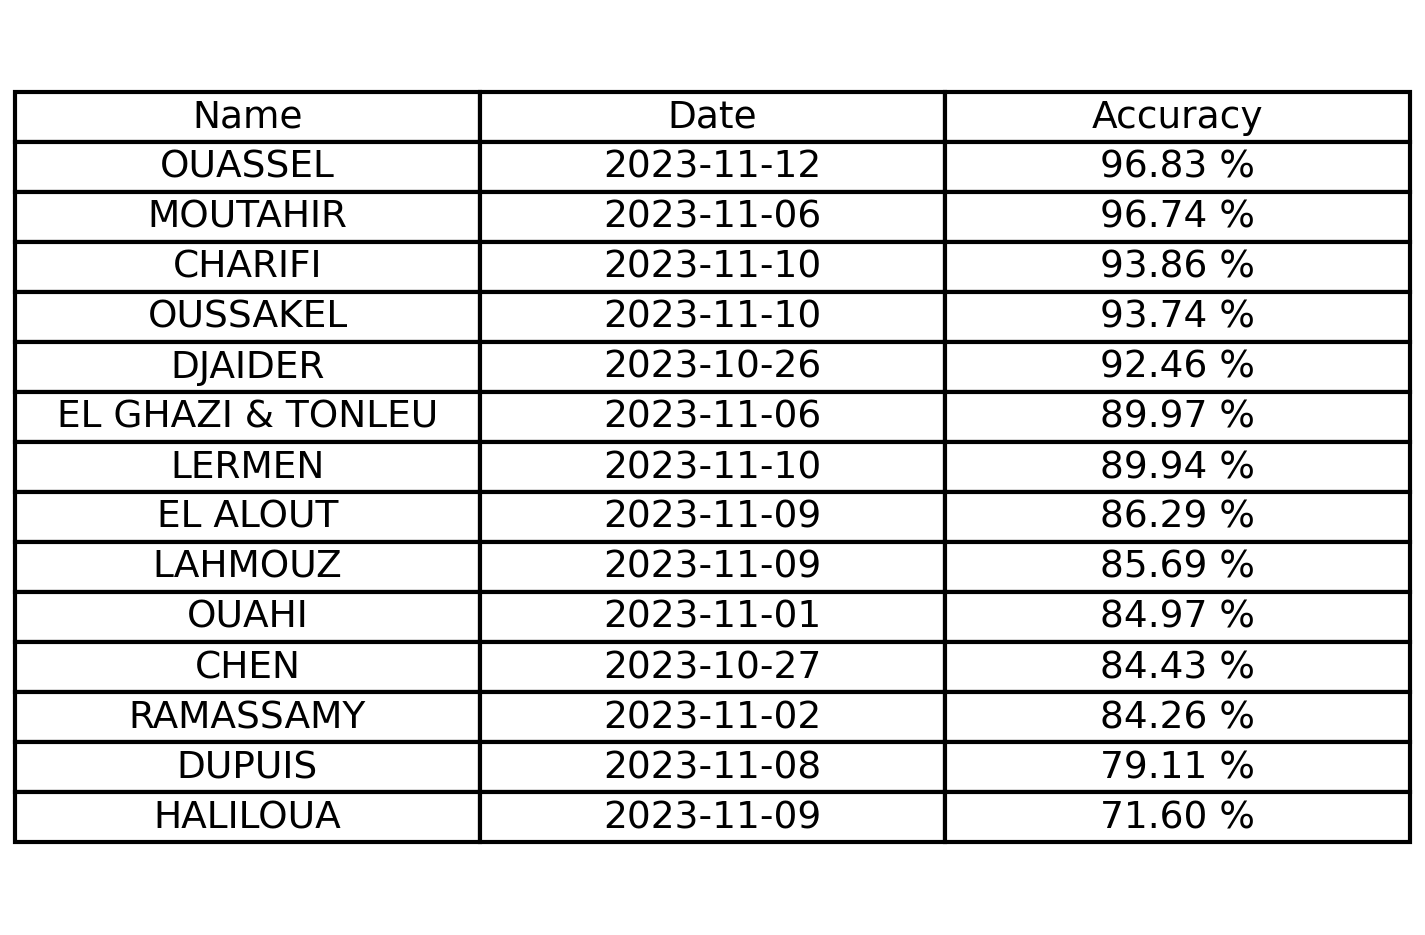 Name Date Accuracy
OUASSEL 2023-11-12 96.83 %
MOUTAHIR 2023-11-06 96.74 %
CHARIFI 2023-11-10 93.86 %
OUSSAKEL 2023-11-10 93.74 %
DJAIDER 2023-10-26 92.46 %
EL GHAZI & TONLEU 2023-11-06 89.97 %
LERMEN 2023-11-10 89.94 %
EL ALOUT 2023-11-09 86.29 %
LAHMOUZ 2023-11-09 85.69 %
OUAHI 2023-11-01 84.97 %
CHEN 2023-10-27 84.43 %
RAMASSAMY 2023-11-02 84.26 %
DUPUIS 2023-11-08 79.11 %
HALILOUA 2023-11-09 71.60 %